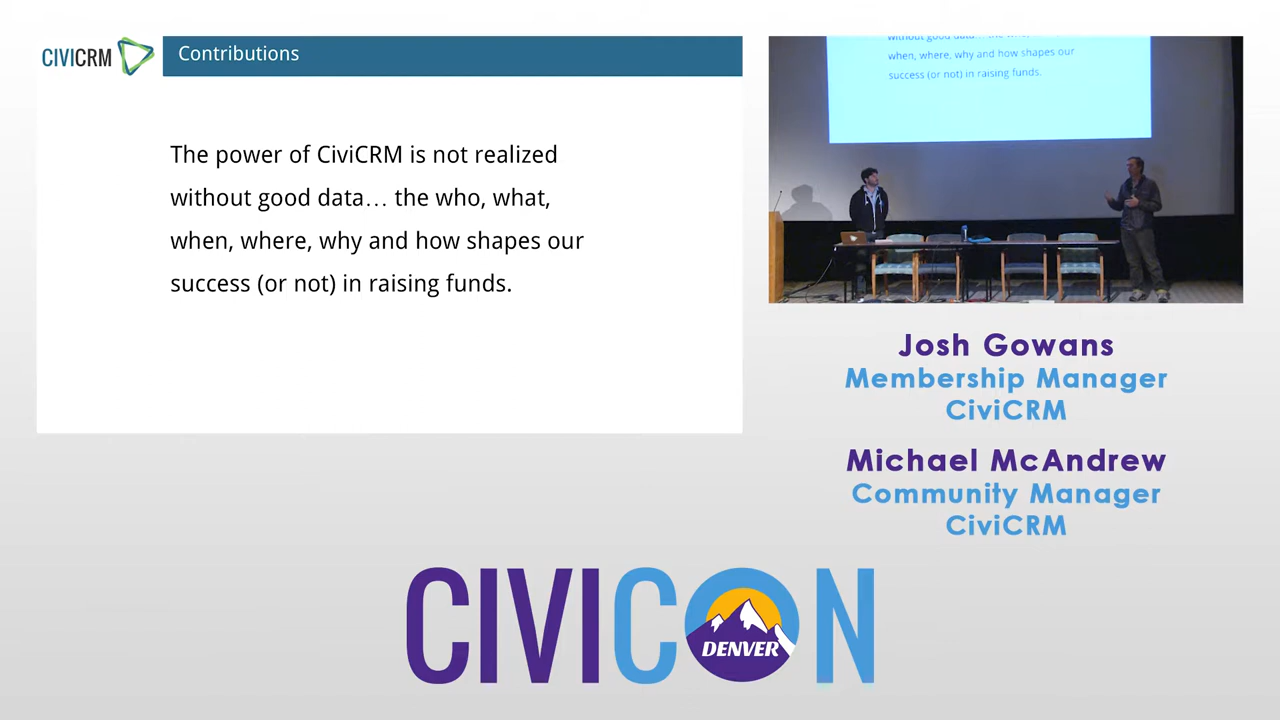 CIVICRM
Contributions
The power of CiviCRM is not realized
without good data… the who, what,
when, where, why and how shapes our
success (or not) in raising funds.
without good data… the who,
when, where, why and how shapes our
success (or not) in raising funds.
Josh Gowans
Membership Manager
CiviCRM
Michael McAndrew
Community Manager
CiviCRM
CIVICON
DENVER